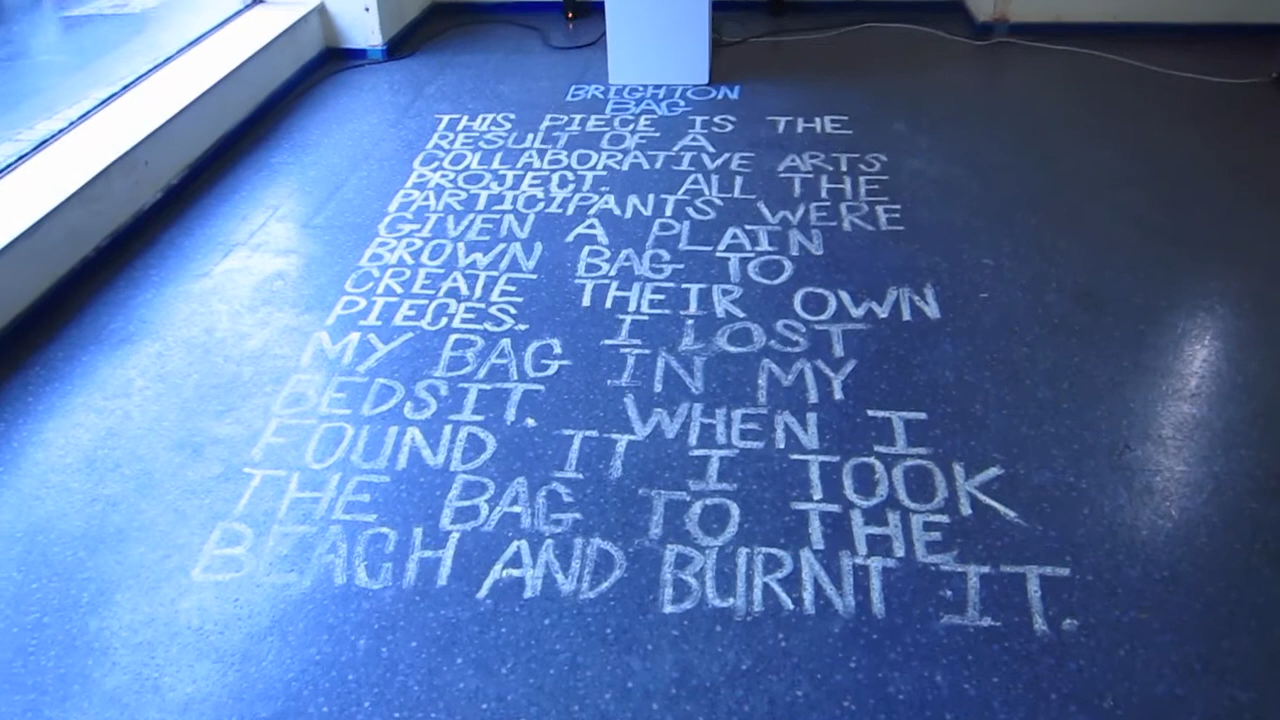 BRIGHTON
BAG
THIS PIECE IS THE
RESULT OF A
COLLABORATIVE ARTS
PROJECT. ALL THE
PARTICIPANTS WERE
GIVEN A PLAIN
BROWN BAG TO
CREATE THEIR OWN
PIECES. I LOST
MY BAG IN MY
BEDSIT. WHEN I
FOUND IT I TOOK
THE BAG TO THE
BEACH AND BURNT IT.